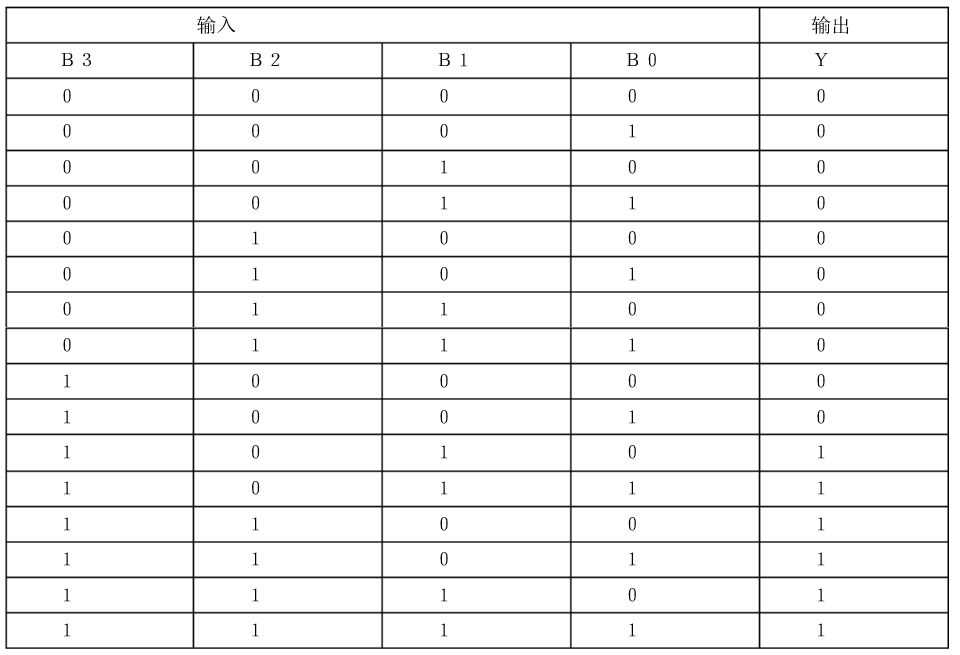 输入 输出
B 3 B 2 B 1 B 0 Y
0 0 0 0 0
0 0 0 1 0
0 0 1 0 0
0 0 1 1 0
0 1 0 0 0
0 1 0 1 0
0 1 1 0 0
0 1 1 1 0
1 0 0 0 0
1 0 0 1 0
1 0 1 0 1
1 0 1 1 1
1 1 0 0 1
1 1 0 1 1
1 1 1 0 1
1 1 1 1 1